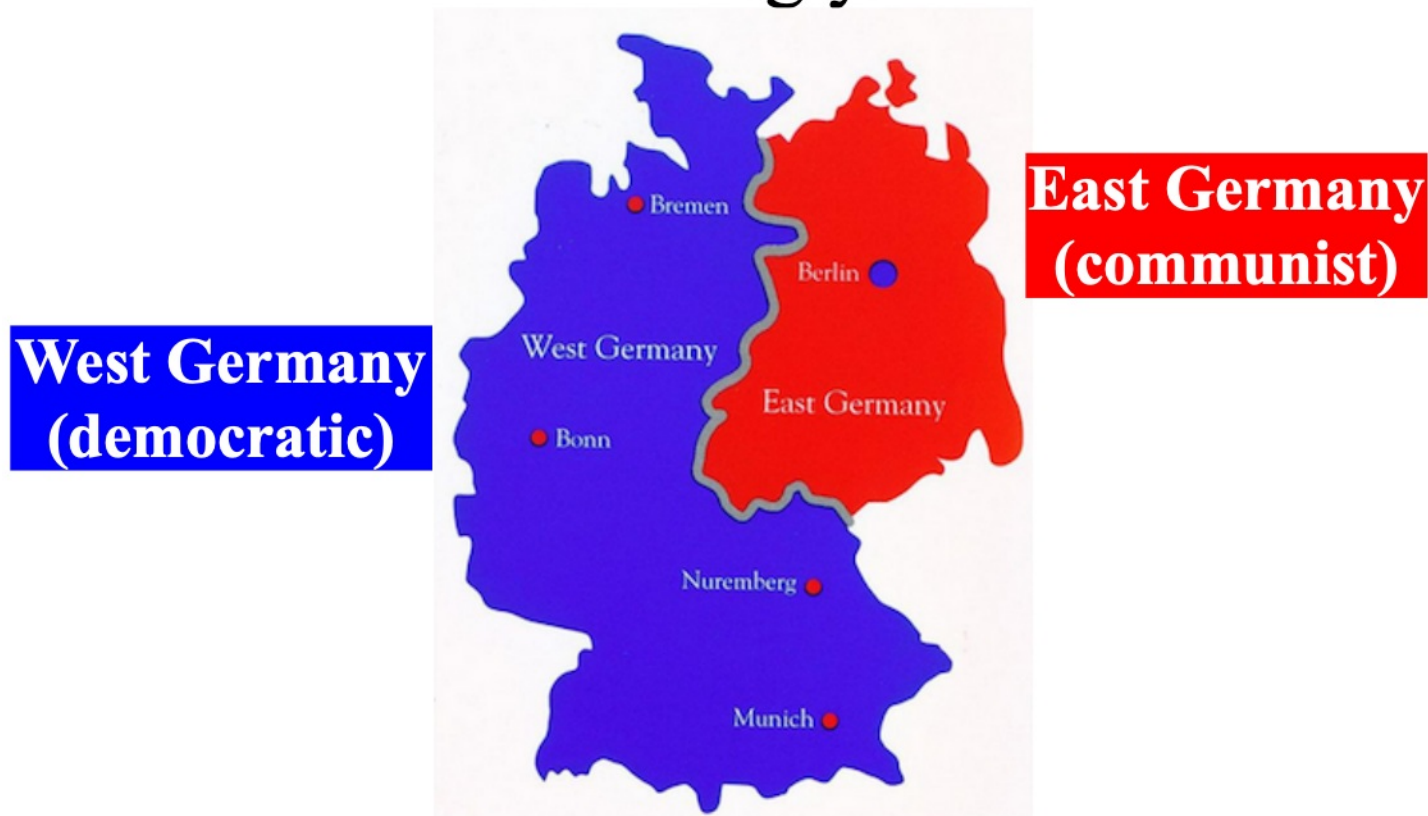 Bremen
East Germany
(communist)
Berlin
West Germany
(democratic)
West Germany
East Germany
Bonn
Nuremberg
Munich